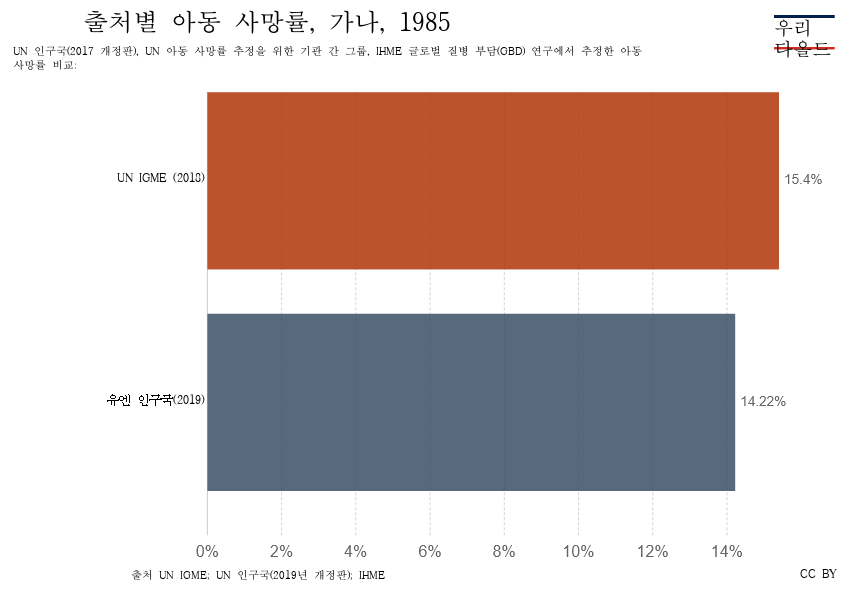 출처별 아동 사망률, 가나, 1985
우리
다올드
UN 인구국(2017 개정판), UN 아동 사망률 추정을 위한 기관 간 그룹, IHME 글로벌 질병 부담(GBD) 연구에서 추정한 아동
사망률 비교:
UN IGME (2018)
15.4%
유엔 인구국(2019)
14.22%
0% 2% 4% 6% 8% 10% 12% 14%
출처 UN IGME; UN 인구국(2019년 개정판); IHME
CC BY